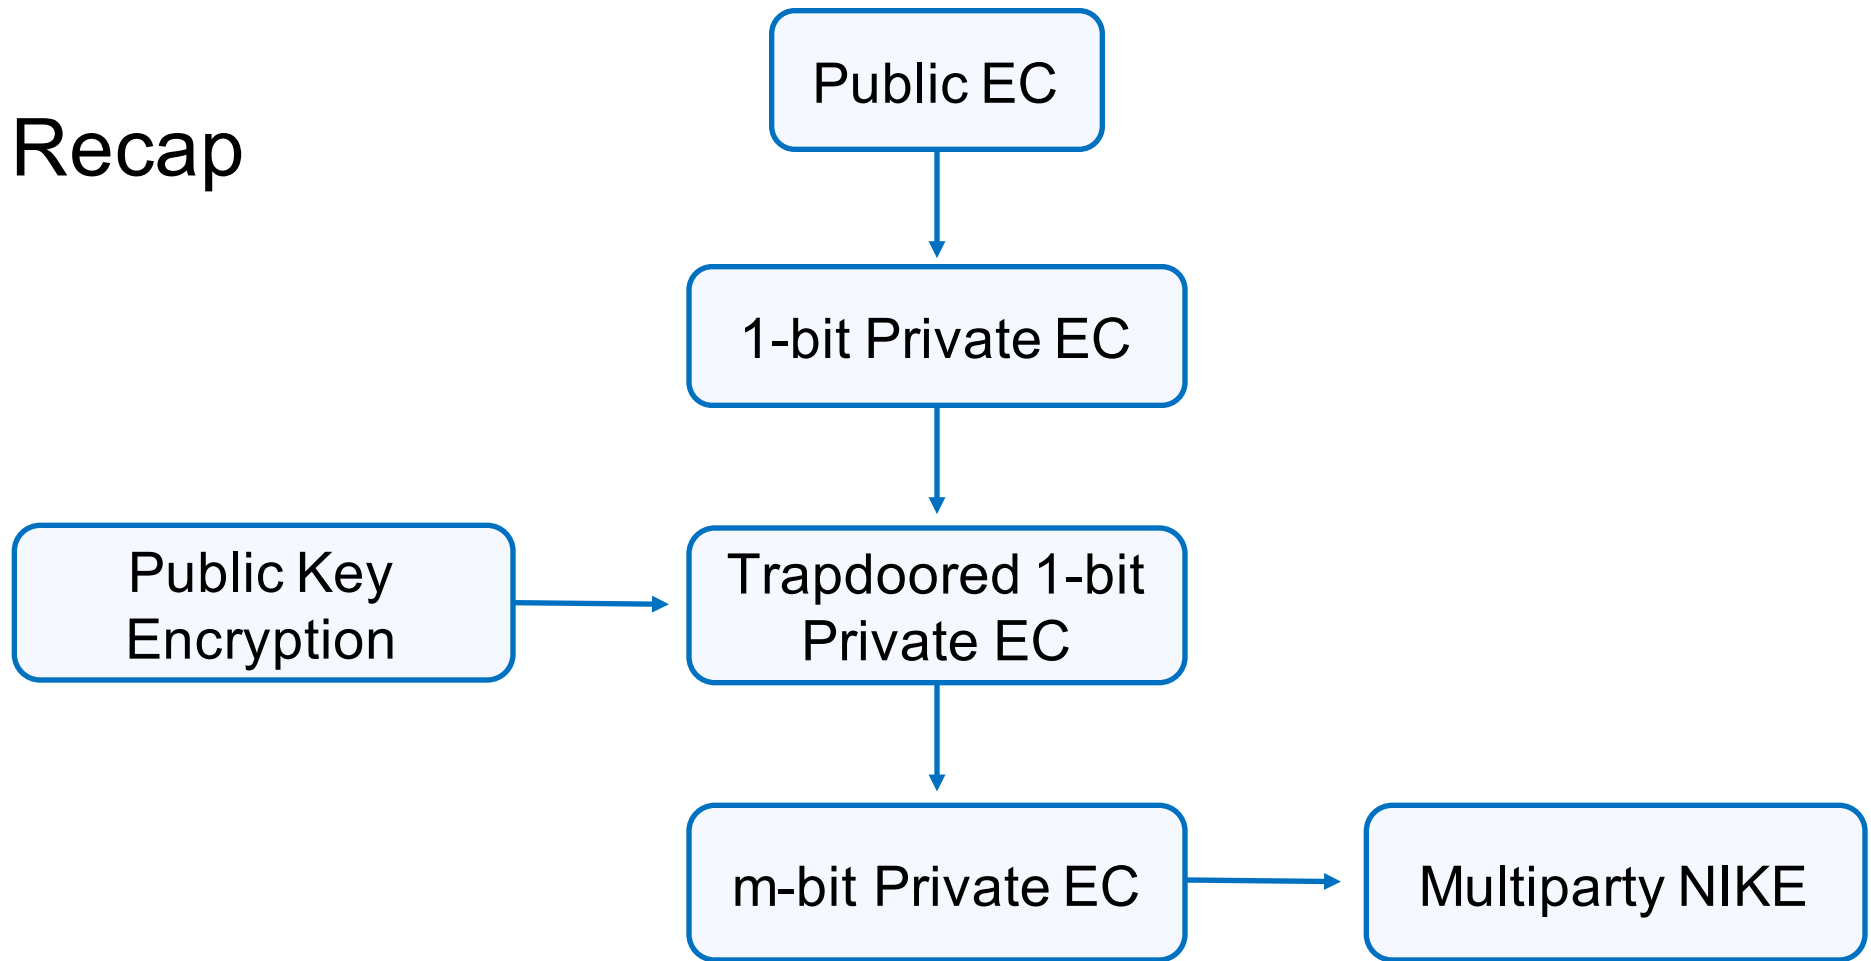 Recap
Public EC
1-bit Private EC
Public Key
Encryption
Trapdoored 1-bit
Private EC
m-bit Private EC
Multiparty NIKE